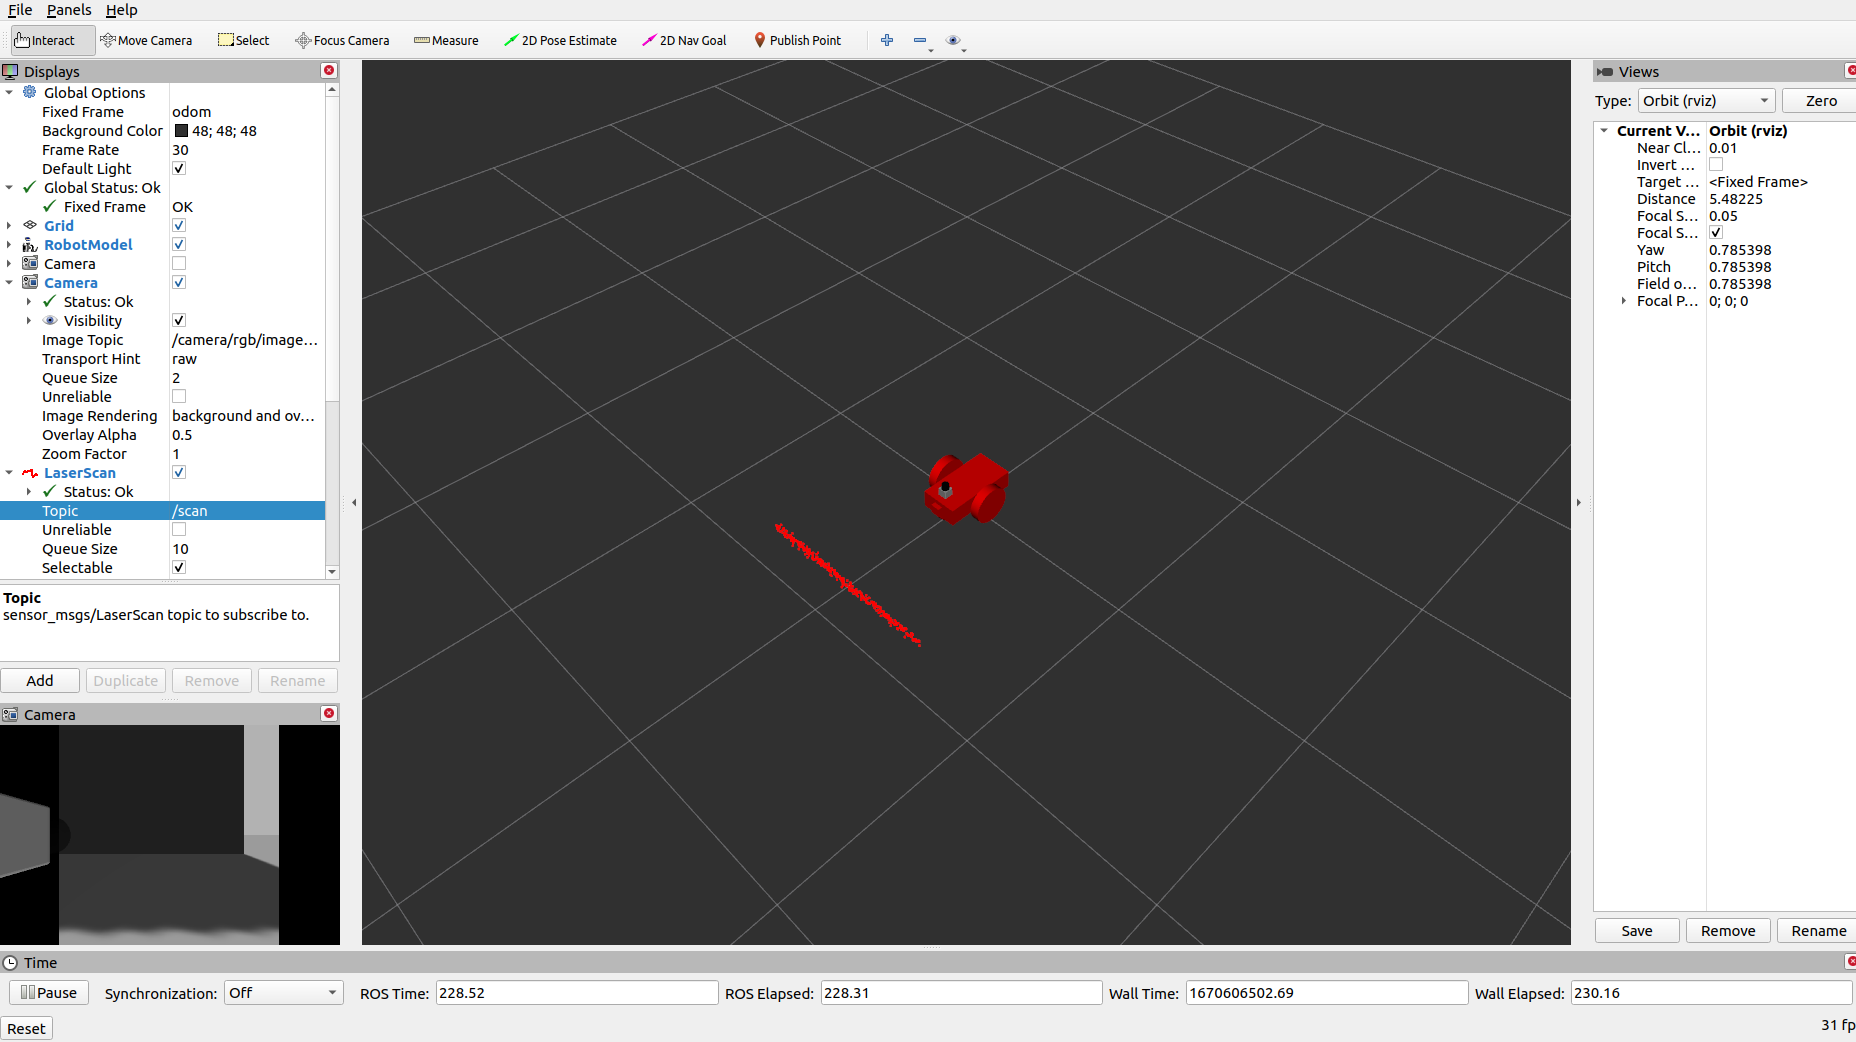 File Panels Help
Interact Move Camera Select Focus Camera Measure 2D Pose Estimate 2D Nav Goal Publish Point
Displays
Global Options
Fixed Frame odom
Background Color 48; 48; 48
Frame Rate 30
Default Light
Global Status: Ok
Fixed Frame OK
Grid
RobotModel
Camera
Camera
Status: Ok
Visibility
Image Topic /camera/rgb/image...
Transport Hint raw
Queue Size 2
Unreliable
Image Rendering background and ov...
Overlay Alpha 0.5
Zoom Factor 1
LaserScan
Status: Ok
Topic /scan
Unreliable
Queue Size 10
Selectable
Topic
sensor_msgs/LaserScan topic to subscribe to.
Add Duplicate Remove Rename
Camera
Views
Type: Orbit (rviz) Zero
Current V... Orbit (rviz)
Near Cl... 0.01
Invert ...
Target ... <Fixed Frame>
Distance 5.48225
Focal S... 0.05
Focal S...
Yaw 0.785398
Pitch 0.785398
Field o... 0.785398
Focal P... 0; 0; 0
Save Remove Rename
Time
Pause Synchronization: Off ROS Time: 228.52 ROS Elapsed: 228.31 Wall Time: 1670606502.69 Wall Elapsed: 230.16
Reset 31 fp